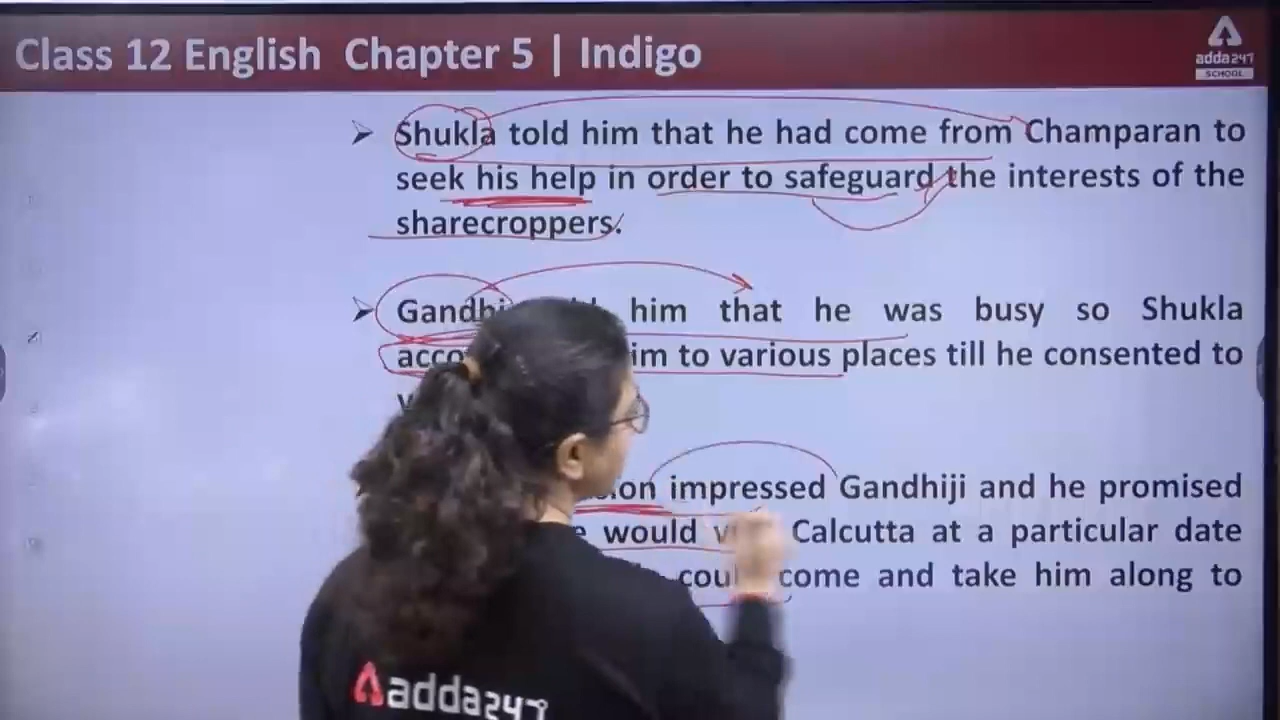 Class 12 English Chapter 5 | Indigo
adda247
SCHOOL
Shukla told him that he had come from Champaran to
seek his help in order to safeguard the interests of the
sharecroppers.
Gandhi him that he was busy so Shukla
to various places till he consented to
impressed Gandhiji and he promised
would Calcutta at a particular date
come and take him along to
adda247